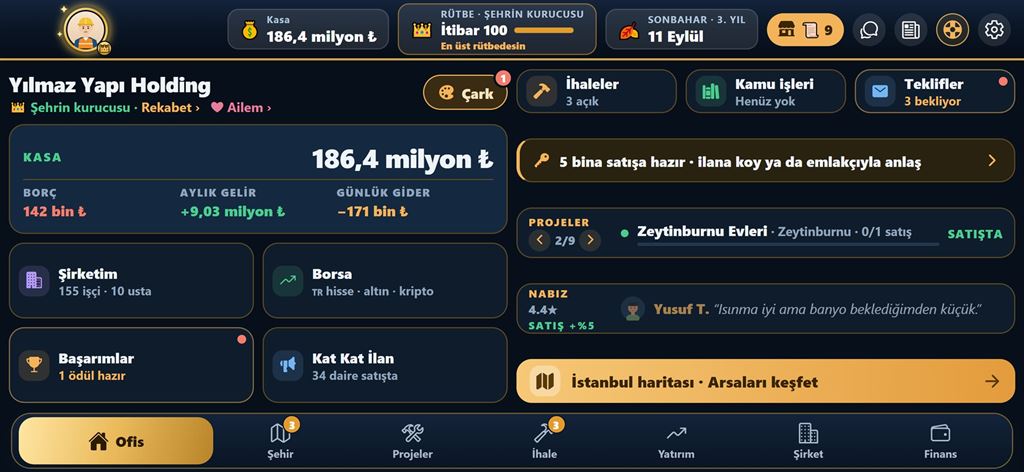 Kasa
186,4 milyon ₺
RÜTBE · ŞEHRİN KURUCUSU
İtibar 100
En üst rütbedesin
SONBAHAR · 3. YIL
11 Eylül
9
Yılmaz Yapı Holding
Şehrin kurucusu · Rekabet › Ailem ›
Çark
1
İhaleler
3 açık
Kamu işleri
Henüz yok
Teklifler
3 bekliyor
KASA
186,4 milyon ₺
BORÇ
142 bin ₺
AYLIK GELİR
+9,03 milyon ₺
GÜNLÜK GİDER
−171 bin ₺
5 bina satışa hazır · ilana koy ya da emlakçıyla anlaş
PROJELER
2/9
Zeytinburnu Evleri · Zeytinburnu · 0/1 satış
SATIŞTA
Şirketim
155 işçi · 10 usta
Borsa
TR hisse · altın · kripto
NABIZ
4.4★
SATIŞ +%5
Yusuf T. “Isınma iyi ama banyo beklediğimden küçük.”
Başarımlar
1 ödül hazır
Kat Kat İlan
34 daire satışta
İstanbul haritası · Arsaları keşfet
Ofis
3
Şehir
Projeler
3
İhale
Yatırım
Şirket
Finans